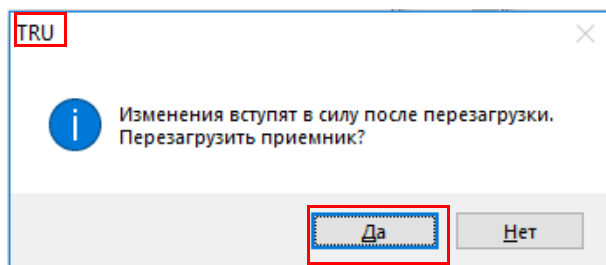 TRU
Изменения вступят в силу после перезагрузки.
Перезагрузить приемник?
Да
Нет